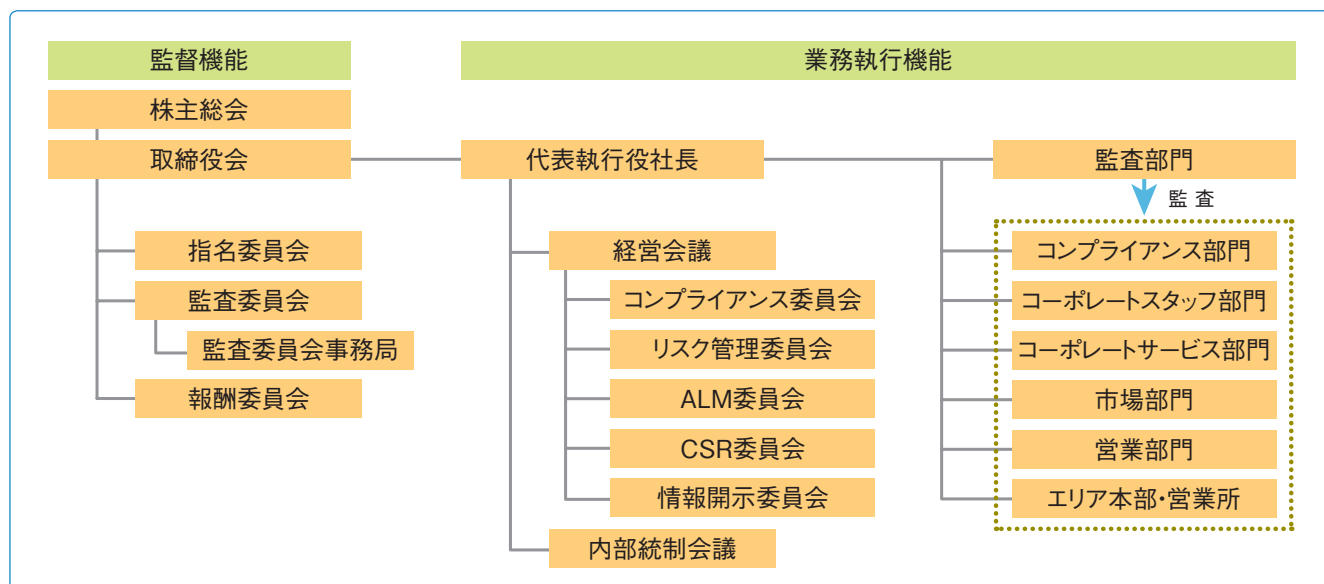 監督機能
株主総会
取締役会
指名委員会
監査委員会
監査委員会事務局
報酬委員会
業務執行機能
代表執行役社長
経営会議
コンプライアンス委員会
リスク管理委員会
ALM委員会
CSR委員会
情報開示委員会
内部統制会議
監査部門
監 査
コンプライアンス部門
コーポレートスタッフ部門
コーポレートサービス部門
市場部門
営業部門
エリア本部・営業所